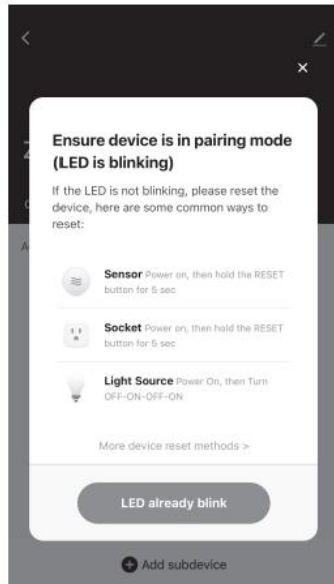 Ensure device is in pairing mode
(LED is blinking)
If the LED is not blinking, please reset the
device, here are some common ways to
reset:
Sensor Power on, then hold the RESET
button for 5 sec
Socket Power on, then hold the RESET
button for 5 sec
Light Source Power On, then Turn
OFF-ON-OFF-ON
More device reset methods >
LED already blink
Add subdevice